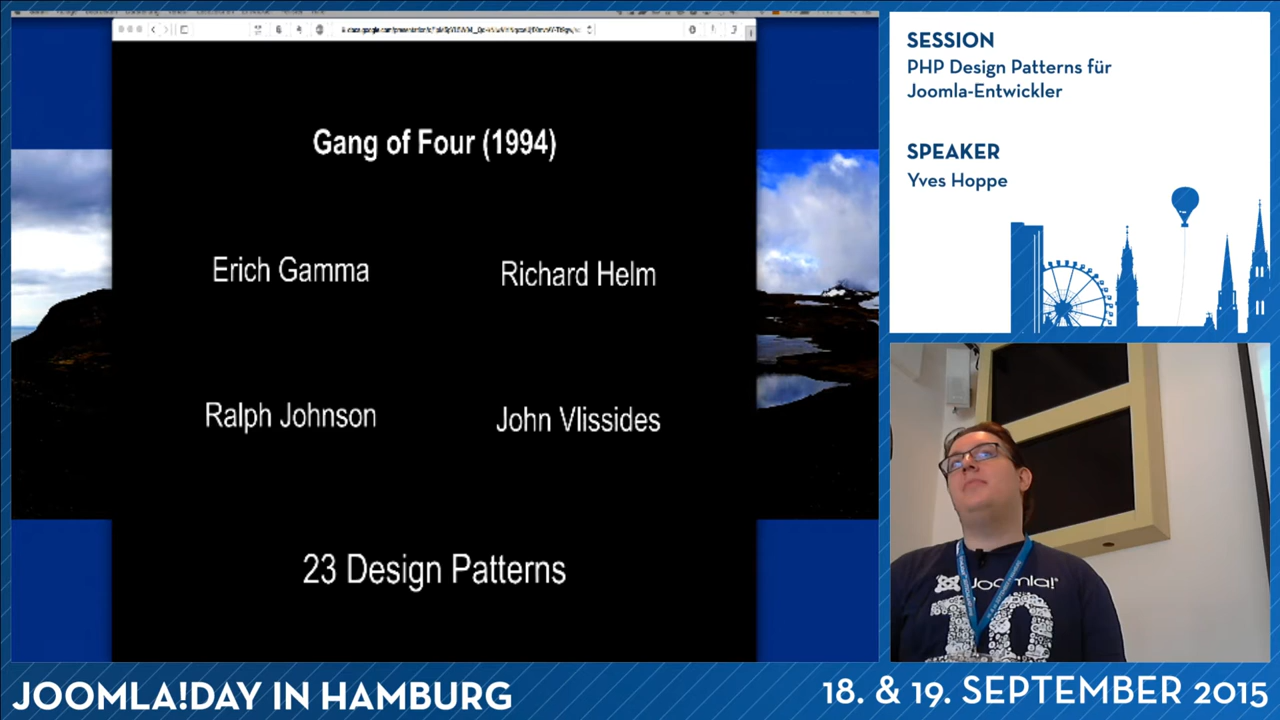 Gang of Four (1994)
Erich Gamma
Richard Helm
Ralph Johnson
John Vlissides
23 Design Patterns
SESSION
PHP Design Patterns für
Joomla-Entwickler
SPEAKER
Yves Hoppe
Joomla!®
10
JOOMLA!DAY IN HAMBURG
18. & 19. SEPTEMBER 2015